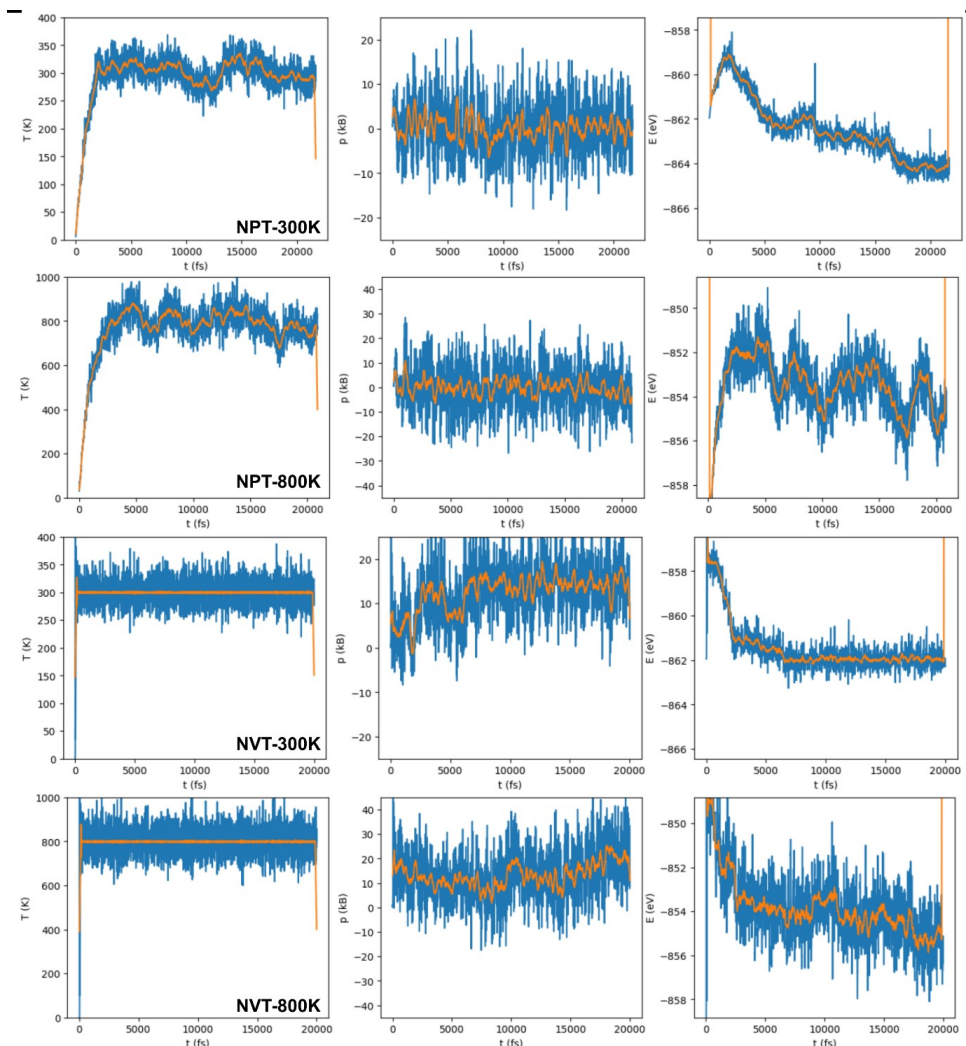 400
350
300
250
200
150
100
50
0
T (K)
0 5000 10000 15000 20000
t (fs)
NPT-300K
20
10
0
−10
−20
p (kB)
0 5000 10000 15000 20000
t (fs)
−858
−860
−862
−864
−866
E (eV)
0 5000 10000 15000 20000
t (fs)
1000
800
600
400
200
0
T (K)
0 5000 10000 15000 20000
t (fs)
NPT-800K
40
30
20
10
0
−10
−20
−30
−40
p (kB)
0 5000 10000 15000 20000
t (fs)
−850
−852
−854
−856
−858
E (eV)
0 5000 10000 15000 20000
t (fs)
400
350
300
250
200
150
100
50
0
T (K)
0 5000 10000 15000 20000
t (fs)
NVT-300K
20
10
0
−10
−20
p (kB)
0 5000 10000 15000 20000
t (fs)
−858
−860
−862
−864
−866
E (eV)
0 5000 10000 15000 20000
t (fs)
1000
800
600
400
200
0
T (K)
0 5000 10000 15000 20000
t (fs)
NVT-800K
40
30
20
10
0
−10
−20
−30
−40
p (kB)
0 5000 10000 15000 20000
t (fs)
−850
−852
−854
−856
−858
E (eV)
0 5000 10000 15000 20000
t (fs)